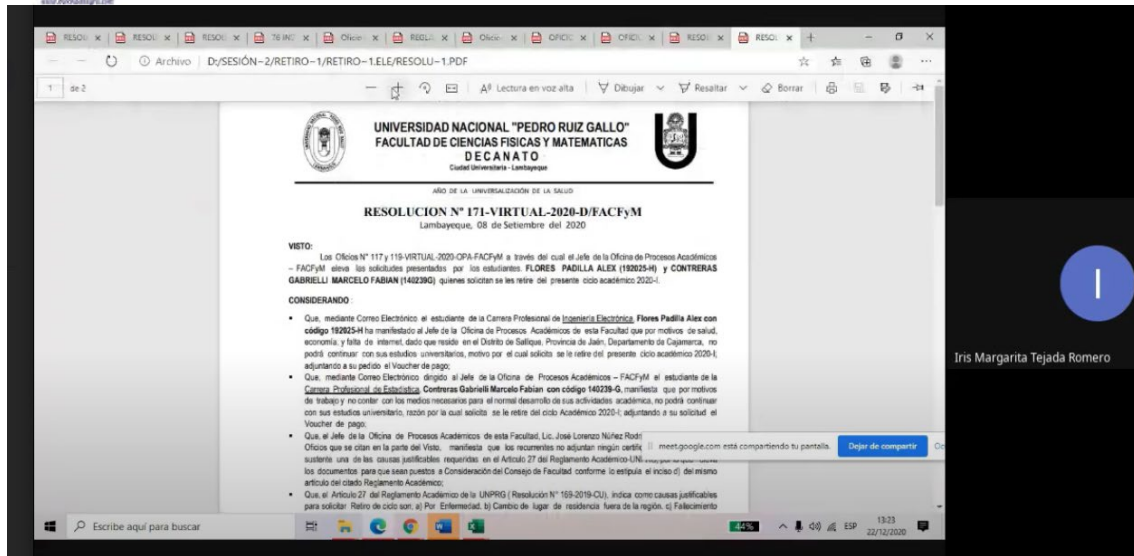 RESOLU
RESOLU
RESOLU
Oficio
REGLA
Oficio
OFICIO
OFICIO
RESOL
RESOL
Archivo D:/SESIÓN~2/RETIRO~1/RETIRO~1.ELE/RESOLU~1.PDF
1 de 2
Lectura en voz alta Dibujar Resaltar Borrar
UNIVERSIDAD NACIONAL "PEDRO RUIZ GALLO"
FACULTAD DE CIENCIAS FISICAS Y MATEMATICAS
DECANATO
Ciudad Universitaria - Lambayeque
AÑO DE LA UNIVERSALIZACIÓN DE LA SALUD
RESOLUCION N° 171-VIRTUAL-2020-D/FACFyM
Lambayeque, 08 de Setiembre del 2020
VISTO:
Los Oficios N° 117 y 119-VIRTUAL-2020-OPA-FACFyM a través del cual el Jefe de la Oficina de Procesos Académicos
– FACFyM eleva las solicitudes presentadas por los estudiantes. FLORES PADILLA ALEX (192025-H) y CONTRERAS
GABRIELLI MARCELO FABIAN (140239G) quienes solicitan se les retire del presente ciclo académico 2020-I.
CONSIDERANDO :
• Que, mediante Correo Electrónico el estudiante de la Carrera Profesional de Ingeniería Electrónica, Flores Padilla Alex con
código 192025-H ha manifestado al Jefe de la Oficina de Procesos Académicos de esta Facultad que por motivos de salud,
economía, y falta de internet, dado que reside en el Distrito de Sallique, Provincia de Jaén, Departamento de Cajamarca, no
podrá continuar con sus estudios universitarios, motivo por el cual solicita se le retire del presente ciclo académico 2020-I;
adjuntando a su pedido el Voucher de pago;
• Que, mediante Correo Electrónico dirigido al Jefe de la Oficina de Procesos Académicos – FACFyM el estudiante de la
Carrera Profesional de Estadística, Contreras Gabrielli Marcelo Fabian con código 140239-G, manifiesta que por motivos
de trabajo y no contar con los medios necesarios para el normal desarrollo de sus actividades académica, no podrá continuar
con sus estudios universitario, razón por la cual solicita se le retire del ciclo Académico 2020-I; adjuntando a su solicitud el
Voucher de pago;
• Que, el Jefe de la Oficina de Procesos Académicos de esta Facultad, Lic. José Lorenzo Núñez Rodrí
Oficios que se citan en la parte del Visto, manifiesta que los recurrentes no adjuntan ningún certific
sustente una de las causas justificables requeridas en el Artículo 27 del Reglamento Académico-UN
los documentos para que sean puestos a Consideración del Consejo de Facultad conforme lo estipula el inciso d) del mismo
artículo del citado Reglamento Académico;
• Que, el Artículo 27 del Reglamento Académico de la UNPRG ( Resolución N° 169-2019-CU), indica como causas justificables
para solicitar Retiro de ciclo son: a) Por Enfermedad. b) Cambio de lugar de residencia fuera de la región. c) Fallecimiento
meet.google.com está compartiendo tu pantalla. Dejar de compartir
I
Iris Margarita Tejada Romero
Escribe aquí para buscar
44% ESP 13:23
22/12/2020